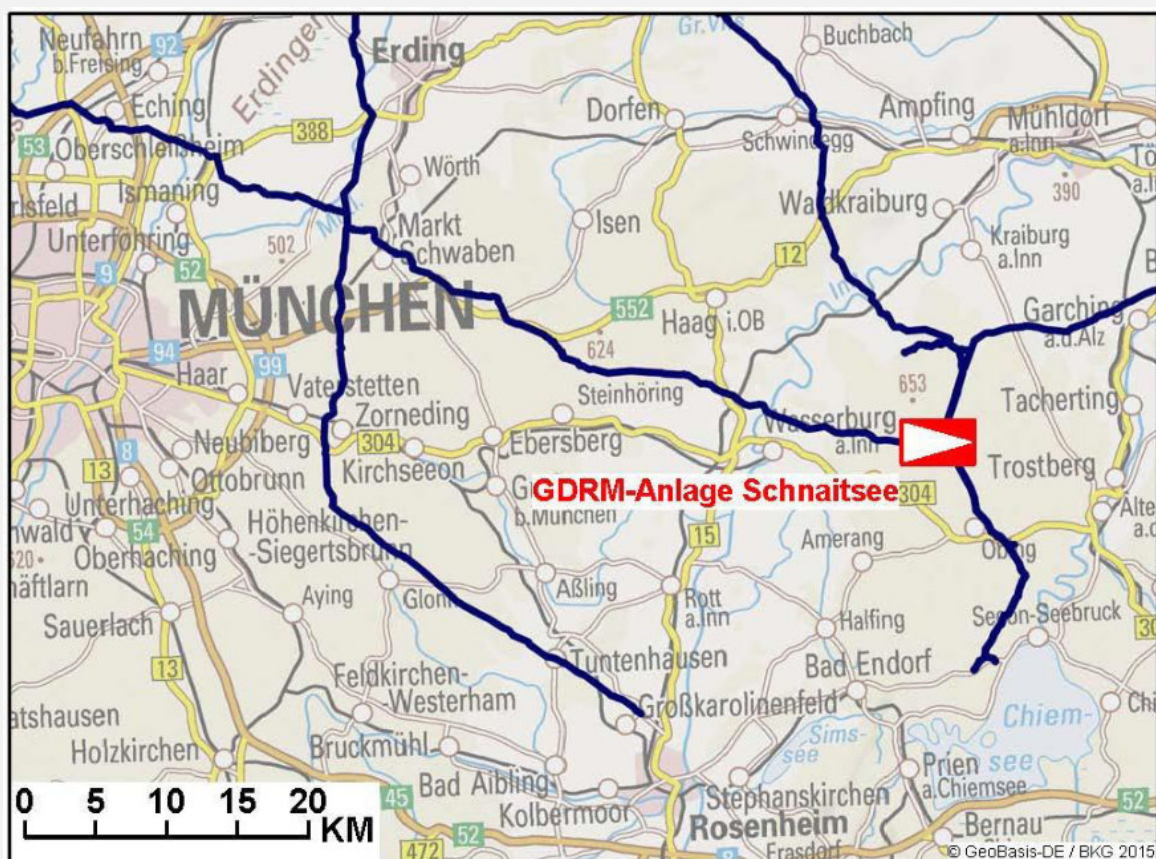 Neufahrn
b.Freising
92
Erding
Erdinger
Gr.Vils
Buchbach
Eching
Dorfen
Ampfing
Schwindegg
Mühldorf
a.Inn
53
Oberschleißheim
388
Wörth
Ismaning
Markt
Schwaben
Isen
Waldkraiburg
390
Unterföhring
502
Kraiburg
a.Inn
9
52
MÜNCHEN
12
552
Haag i.OB
Garching
a.d.Alz
94
99
624
Haar
Vaterstetten
Steinhöring
653
Tacherting
Zorneding
Wasserburg
a.Inn
Neubiberg
304
Kirchseeon
Ebersberg
13
8
Ottobrunn
GDRM-Anlage Schnaitsee
Trostberg
304
Unterhaching
b.München
54
Oberhaching
Höhenkirchen-
-Siegertsbrunn
15
Obing
Amerang
Aying
Glonn
Aßling
Rott
a.Inn
Halfing
Seeon-Seebruck
Sauerlach
13
Tuntenhausen
Bad Endorf
Feldkirchen-
Westerham
Großkarolinenfeld
Chiem-
see
Holzkirchen
Bruckmühl
Sims-
see
Bad Aibling
Prien
a.Chiemsee
0 5 10 15 20
KM
45
Kolbermoor
Stephanskirchen
52
Rosenheim
52
Bernau
472
Frasdorf
8
© GeoBasis-DE / BKG 2015